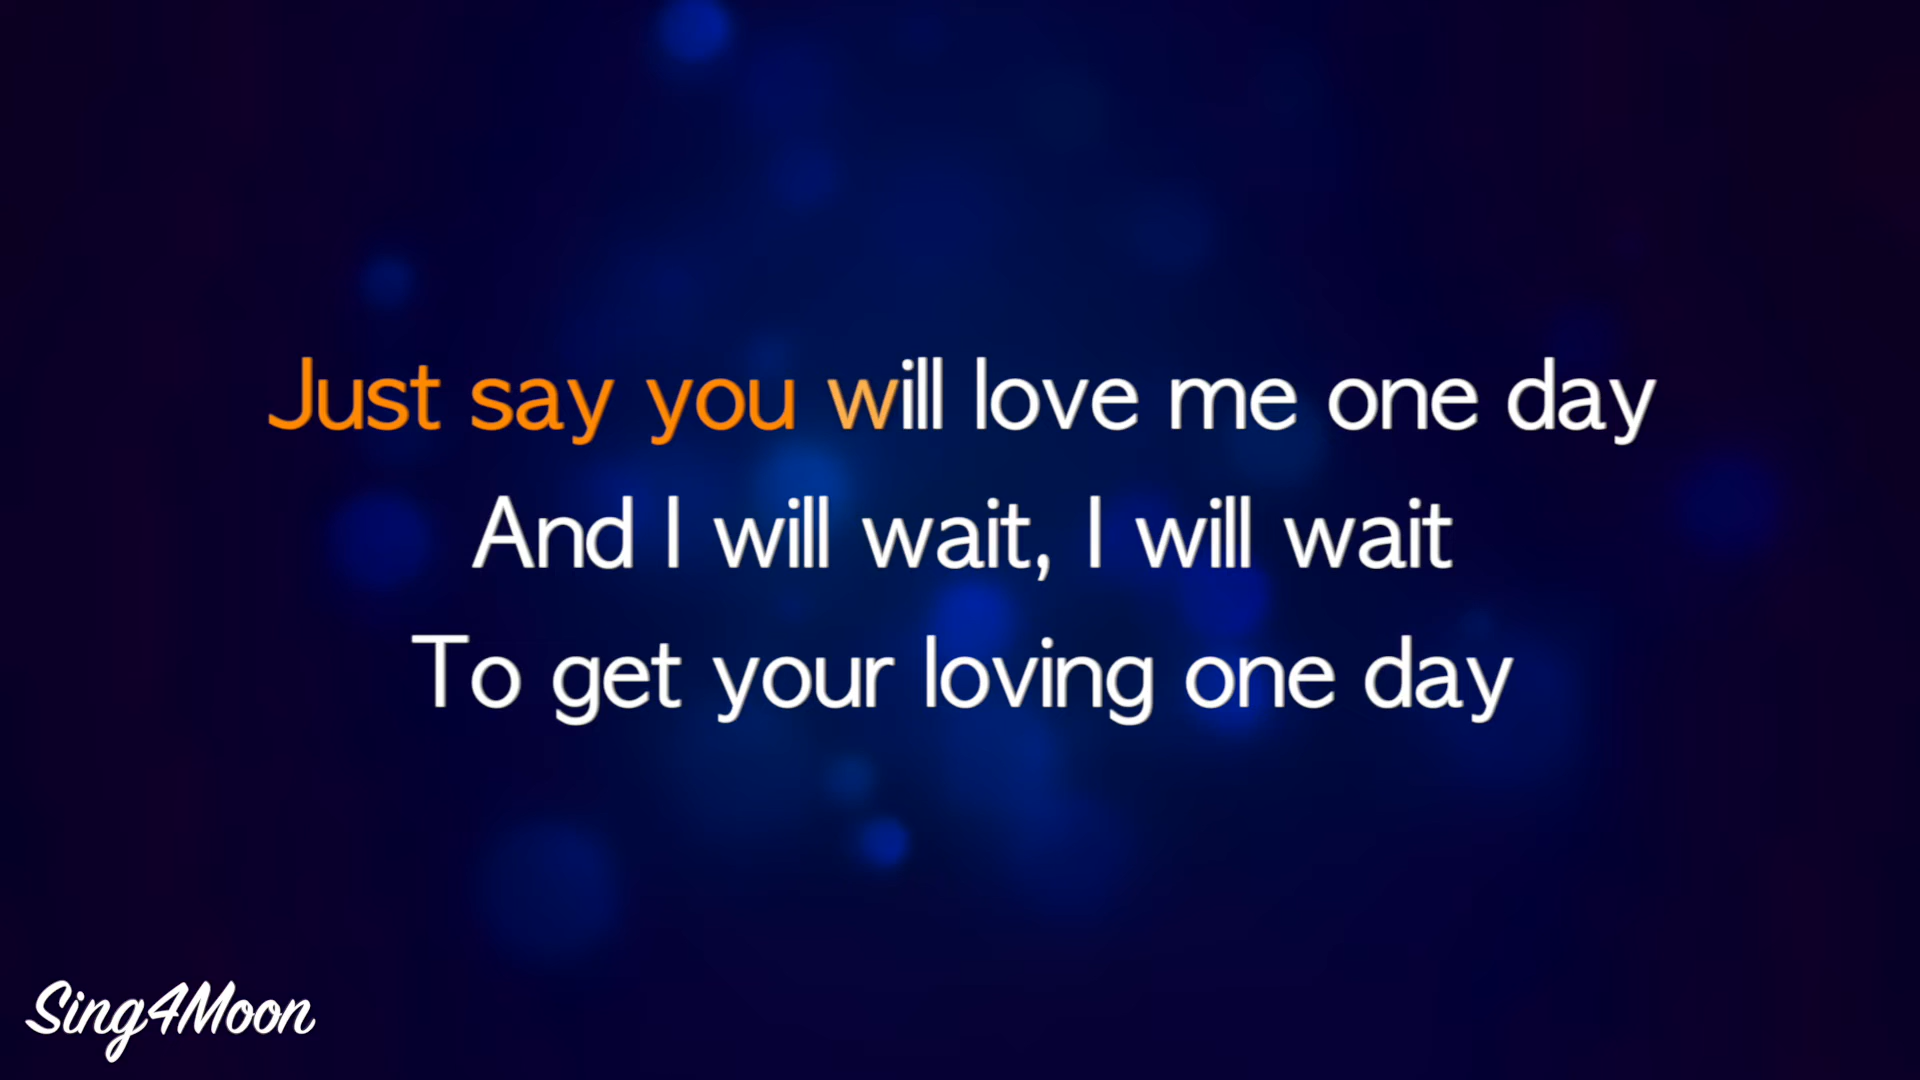 Just say you will love me one day
And I will wait, I will wait
To get your loving one day
Sing4Moon